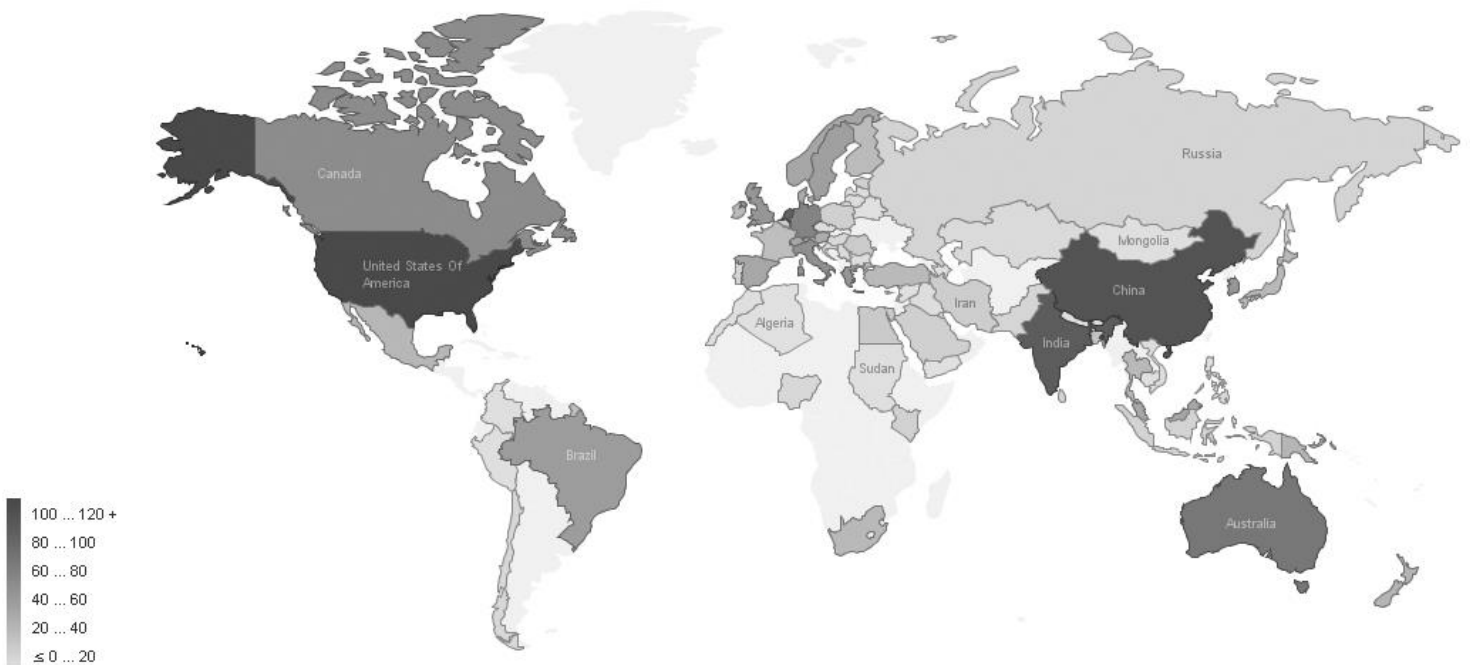 Canada
Russia
Mongolia
United States Of
America
China
Iran
Algeria
India
Sudan
Brazil
Australia
100 ... 120 +
80 ... 100
60 ... 80
40 ... 60
20 ... 40
≤ 0 ... 20